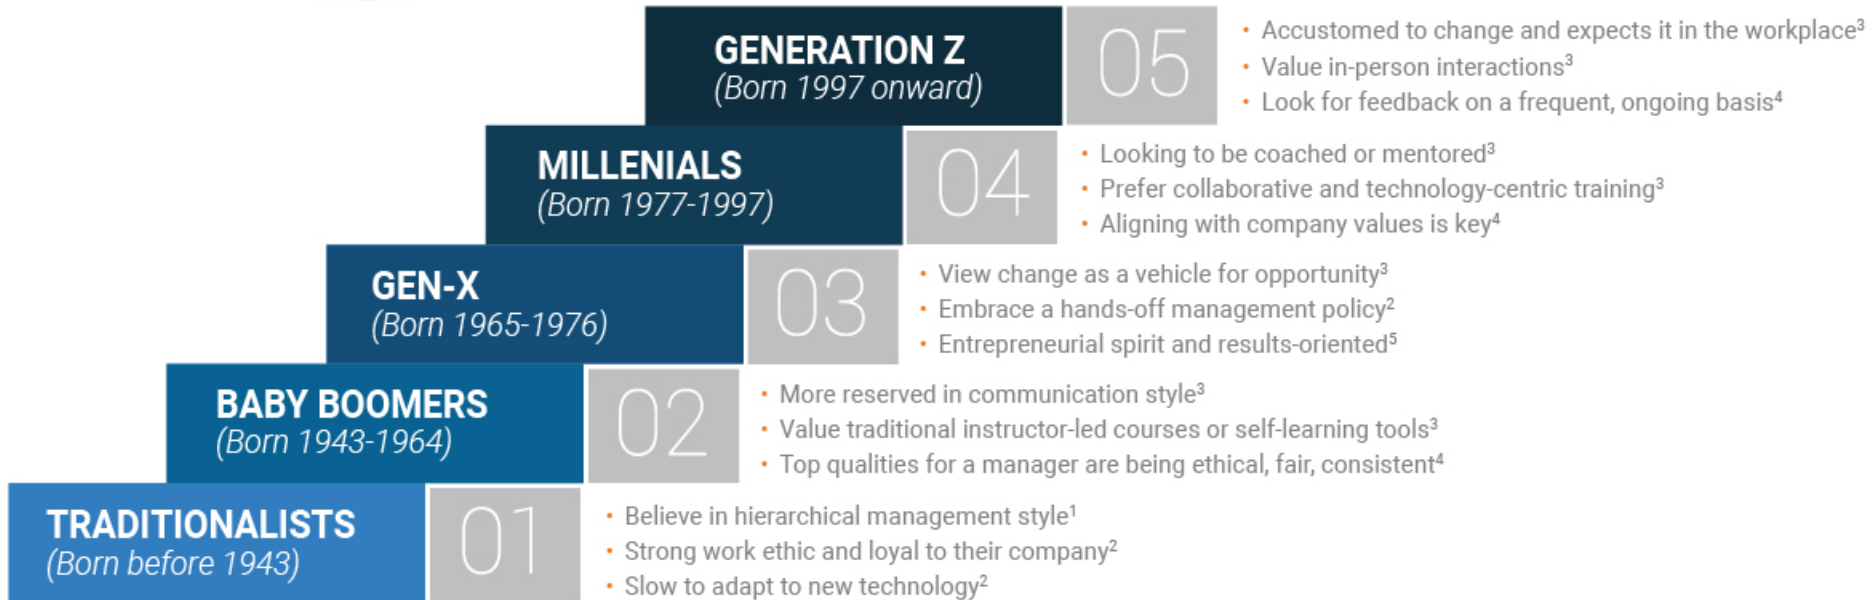 GENERATION Z
(Born 1997 onward)
05
• Accustomed to change and expects it in the workplace³
• Value in-person interactions³
• Look for feedback on a frequent, ongoing basis⁴
MILLENIALS
(Born 1977-1997)
04
• Looking to be coached or mentored³
• Prefer collaborative and technology-centric training³
• Aligning with company values is key⁴
GEN-X
(Born 1965-1976)
03
• View change as a vehicle for opportunity³
• Embrace a hands-off management policy²
• Entrepreneurial spirit and results-oriented⁵
BABY BOOMERS
(Born 1943-1964)
02
• More reserved in communication style³
• Value traditional instructor-led courses or self-learning tools³
• Top qualities for a manager are being ethical, fair, consistent⁴
TRADITIONALISTS
(Born before 1943)
01
• Believe in hierarchical management style¹
• Strong work ethic and loyal to their company²
• Slow to adapt to new technology²